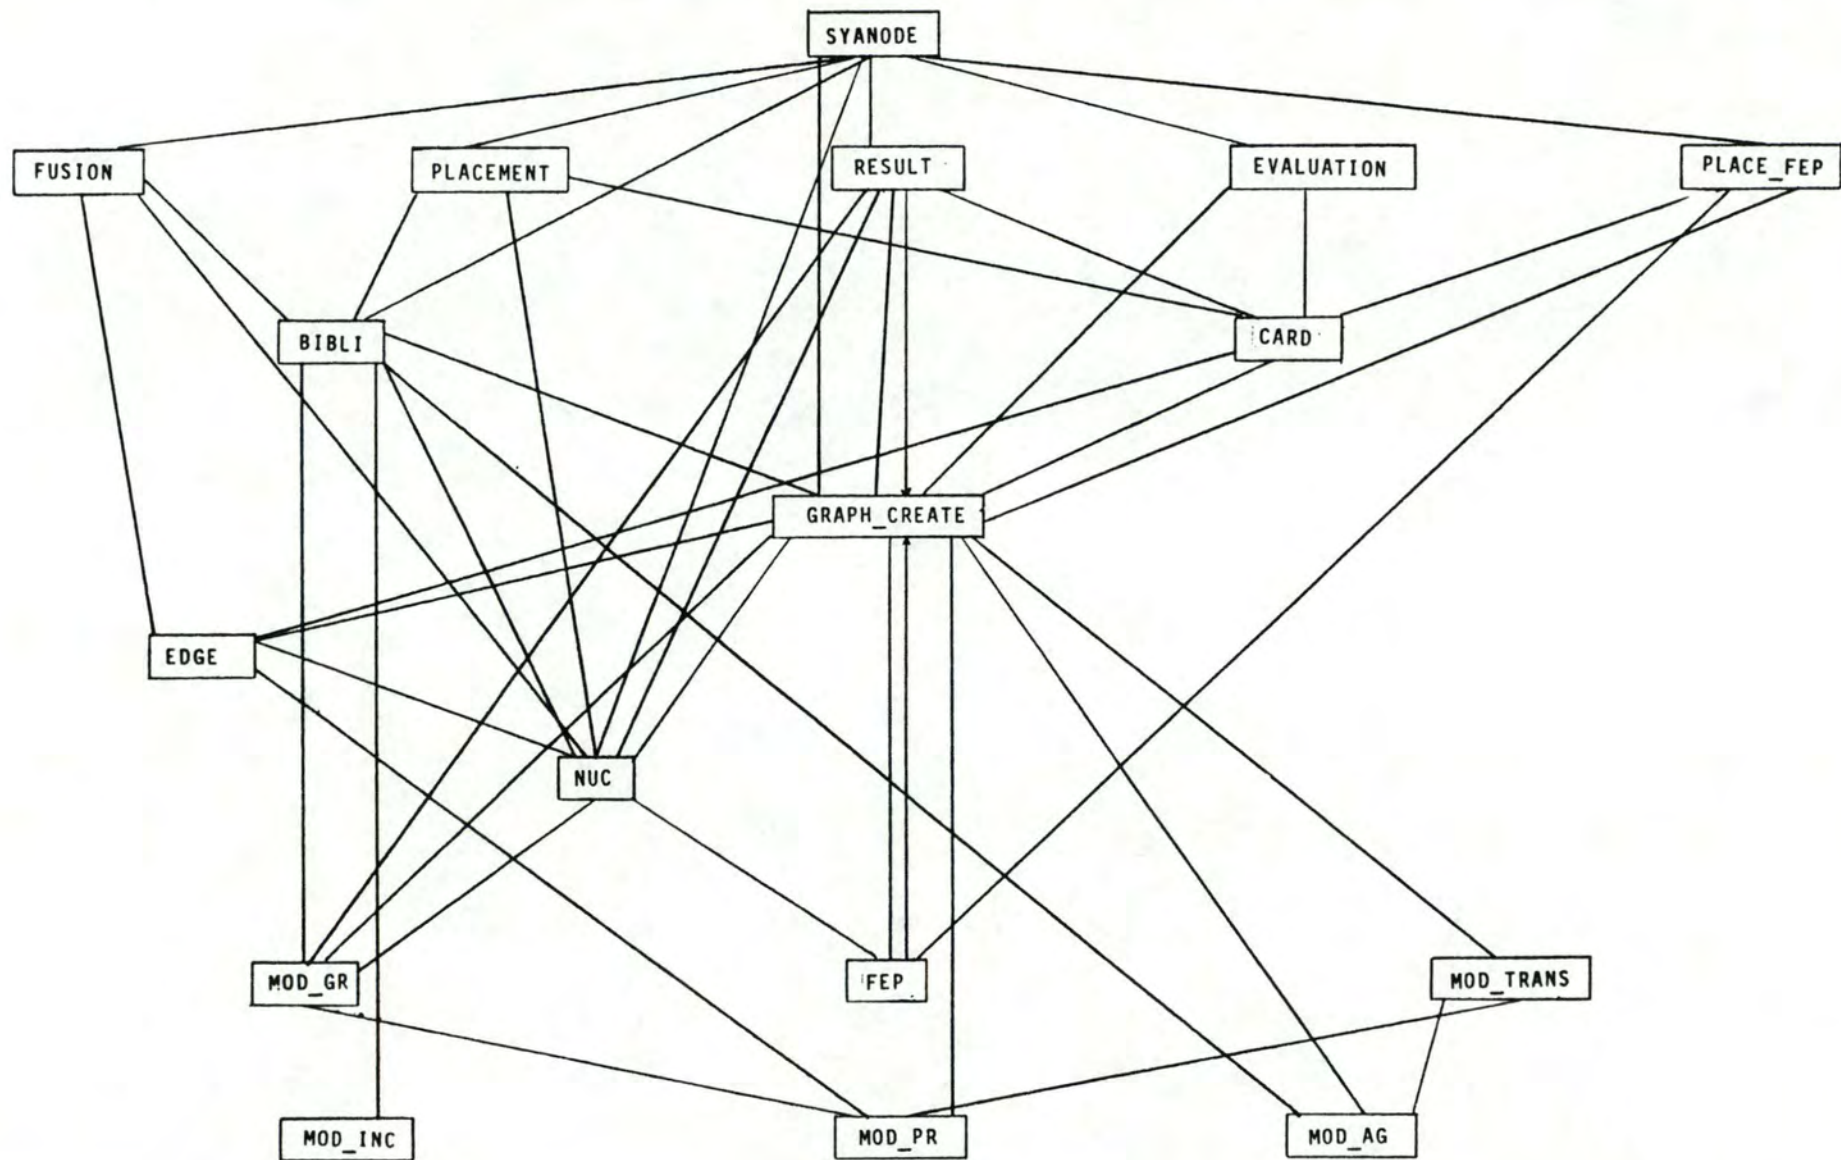 SYANODE
FUSION
PLACEMENT
RESULT
EVALUATION
PLACE_FEP
BIBLI
CARD
GRAPH_CREATE
EDGE
NUC
MOD_GR
FEP
MOD_TRANS
MOD_INC
MOD_PR
MOD_AG